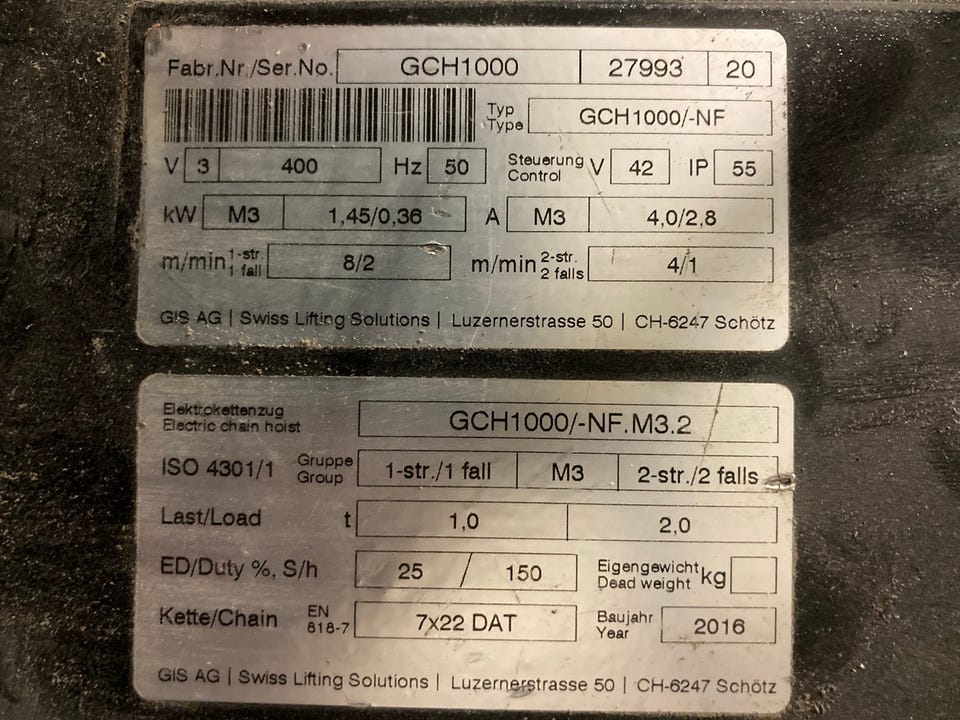 Fabr.Nr./Ser.No. GCH1000 27993 20
Typ
Type GCH1000/-NF
V 3 400 Hz 50 Steuerung
Control V 42 IP 55
kW M3 1,45/0,36 A M3 4,0/2,8
m/min 1-str.
1 fall 8/2 m/min 2-str.
2 falls 4/1
GIS AG | Swiss Lifting Solutions | Luzernerstrasse 50 | CH-6247 Schötz
Elektrokettenzug
Electric chain hoist GCH1000/-NF.M3.2
ISO 4301/1 Gruppe
Group 1-str./1 fall M3 2-str./2 falls
Last/Load t 1,0 2,0
ED/Duty %, S/h 25 / 150 Eigengewicht
Dead weight kg
Kette/Chain EN
818-7 7x22 DAT Baujahr
Year 2016
GIS AG | Swiss Lifting Solutions | Luzernerstrasse 50 | CH-6247 Schötz